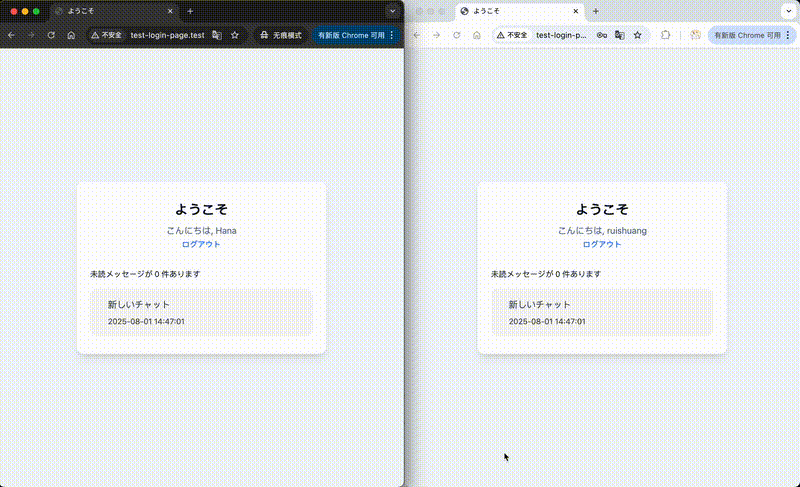 ようこそ
不安全 test-login-page.test
无痕模式
有新版 Chrome 可用
ようこそ
こんにちは, Hana
ログアウト
未読メッセージが 0 件あります
新しいチャット
2025-08-01 14:47:01
ようこそ
不安全 test-login-p...
有新版 Chrome 可用
ようこそ
こんにちは, ruishuang
ログアウト
未読メッセージが 0 件あります
新しいチャット
2025-08-01 14:47:01